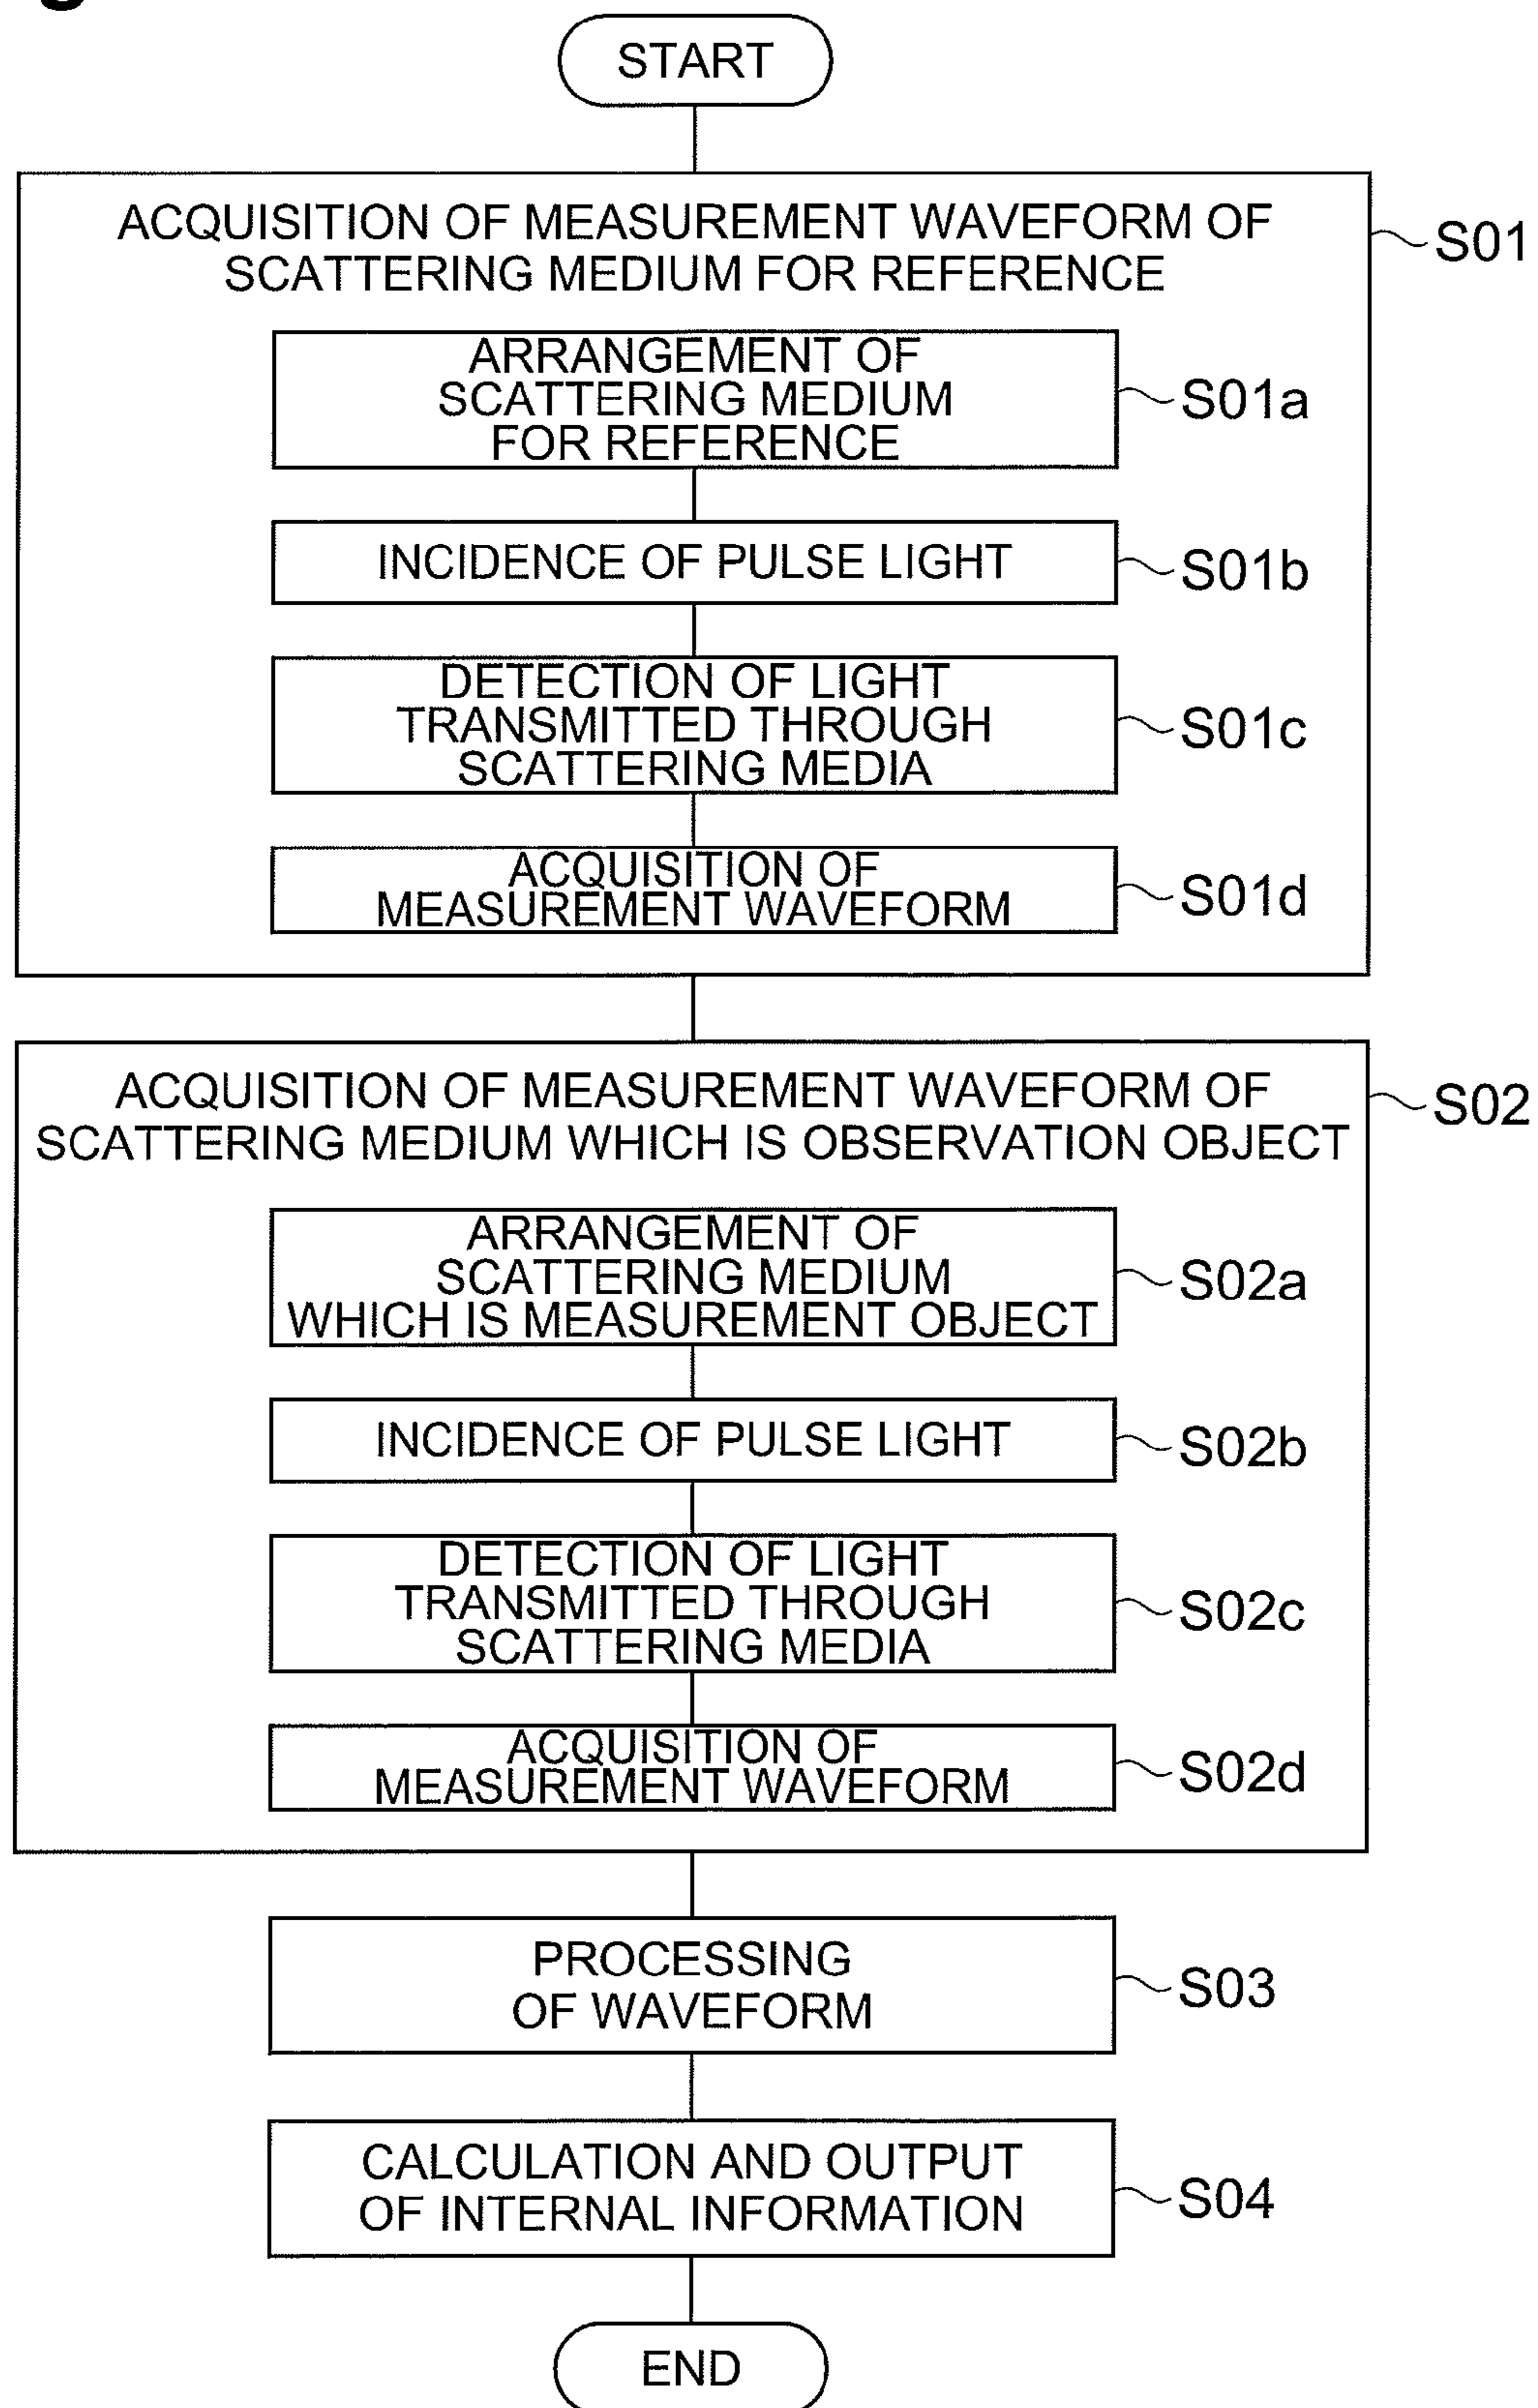 START
ACQUISITION OF MEASUREMENT WAVEFORM OF
SCATTERING MEDIUM FOR REFERENCE
S01
ARRANGEMENT OF
SCATTERING MEDIUM
FOR REFERENCE
S01a
INCIDENCE OF PULSE LIGHT
S01b
DETECTION OF LIGHT
TRANSMITTED THROUGH
SCATTERING MEDIA
S01c
ACQUISITION OF
MEASUREMENT WAVEFORM
S01d
ACQUISITION OF MEASUREMENT WAVEFORM OF
SCATTERING MEDIUM WHICH IS OBSERVATION OBJECT
S02
ARRANGEMENT OF
SCATTERING MEDIUM
WHICH IS MEASUREMENT OBJECT
S02a
INCIDENCE OF PULSE LIGHT
S02b
DETECTION OF LIGHT
TRANSMITTED THROUGH
SCATTERING MEDIA
S02c
ACQUISITION OF
MEASUREMENT WAVEFORM
S02d
PROCESSING
OF WAVEFORM
S03
CALCULATION AND OUTPUT
OF INTERNAL INFORMATION
S04
END